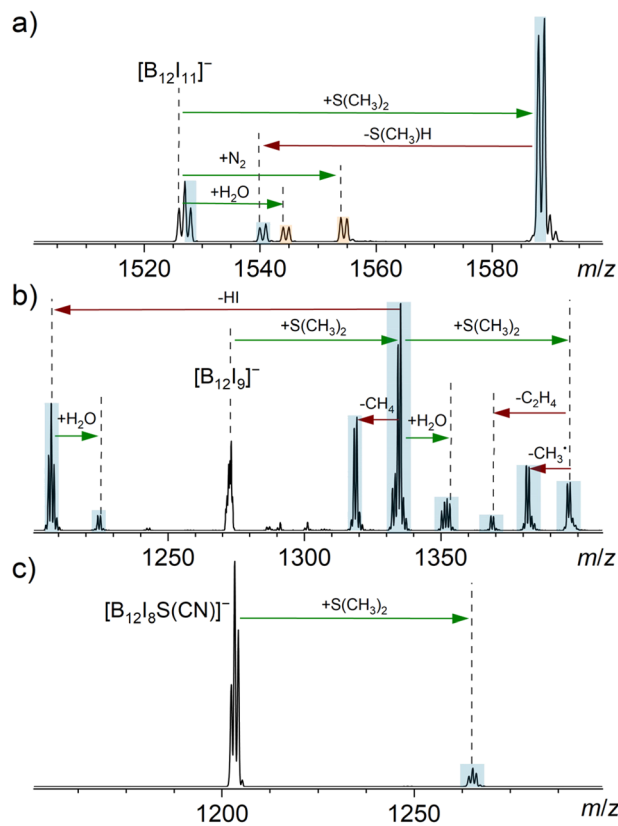 a)
[B₁₂I₁₁]⁻
+S(CH₃)₂
-S(CH₃)H
+N₂
+H₂O
1520 1540 1560 1580 m/z
b)
-HI
+S(CH₃)₂ +S(CH₃)₂
[B₁₂I₉]⁻
-CH₄ -C₂H₄
+H₂O +H₂O
-CH₃•
1250 1300 1350 m/z
c)
[B₁₂I₈S(CN)]⁻
+S(CH₃)₂
1200 1250 m/z